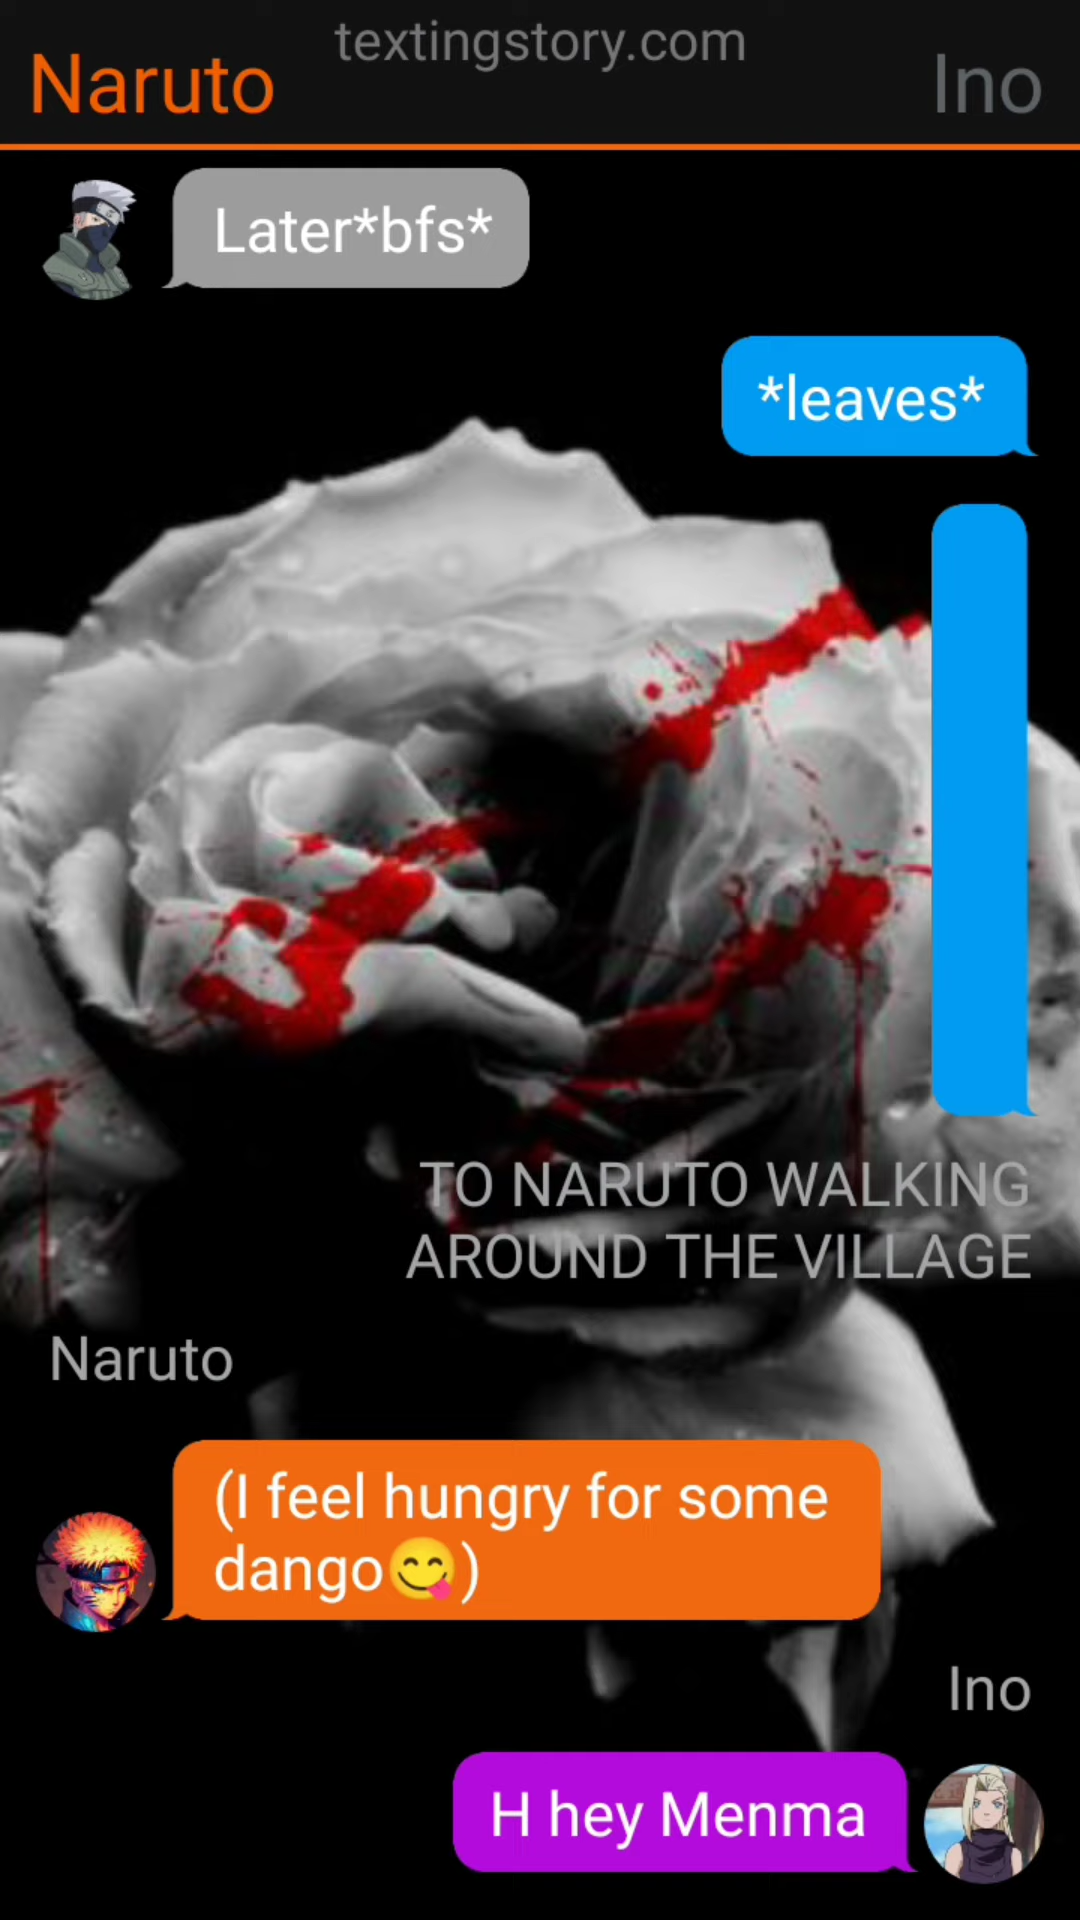 textingstory.com
Naruto
Ino
Later*bfs*
*leaves*
TO NARUTO WALKING
AROUND THE VILLAGE
Naruto
(I feel hungry for some
dango😋)
Ino
H hey Menma